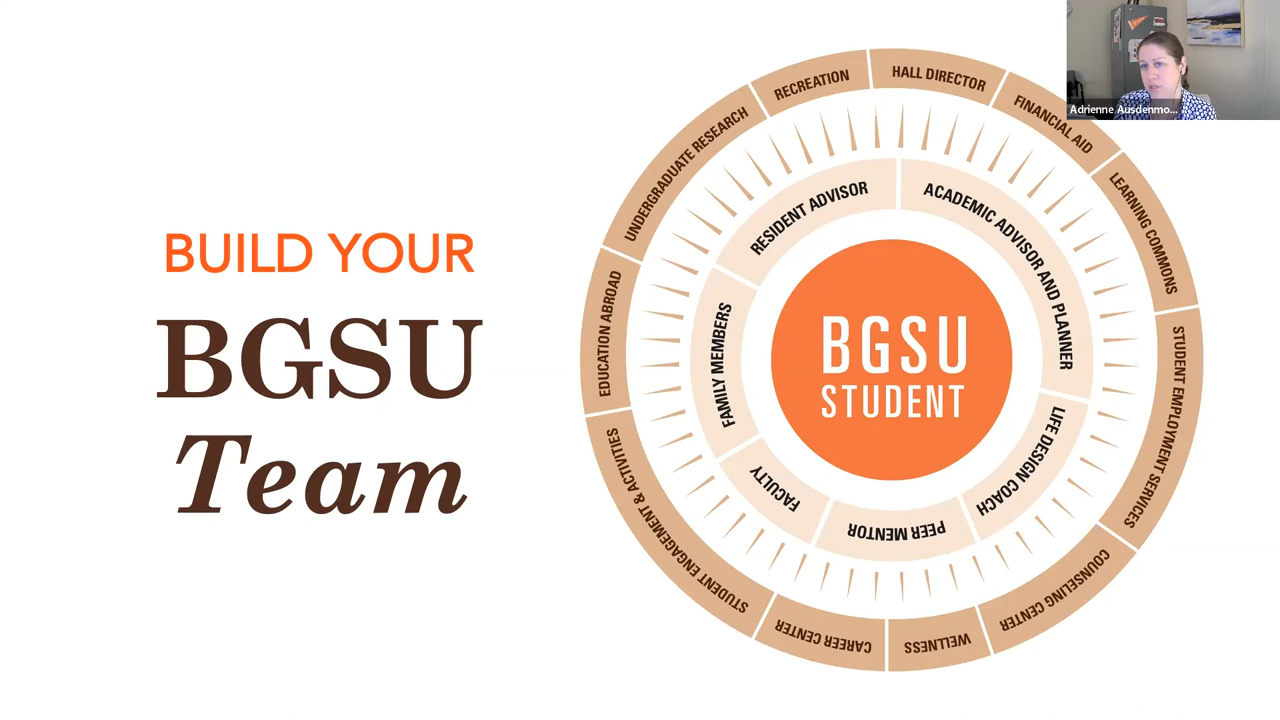 BUILD YOUR
BGSU
Team
RECREATION
HALL DIRECTOR
FINANCIAL AID
LEARNING COMMONS
STUDENT EMPLOYMENT SERVICES
COUNSELING CENTER
WELLNESS
CAREER CENTER
STUDENT ENGAGEMENT & ACTIVITIES
EDUCATION ABROAD
UNDERGRADUATE RESEARCH
RESIDENT ADVISOR
ACADEMIC ADVISOR AND PLANNER
LIFE DESIGN COACH
PEER MENTOR
FACULTY
FAMILY MEMBERS
BGSU
STUDENT
Adrienne Ausdenmo...